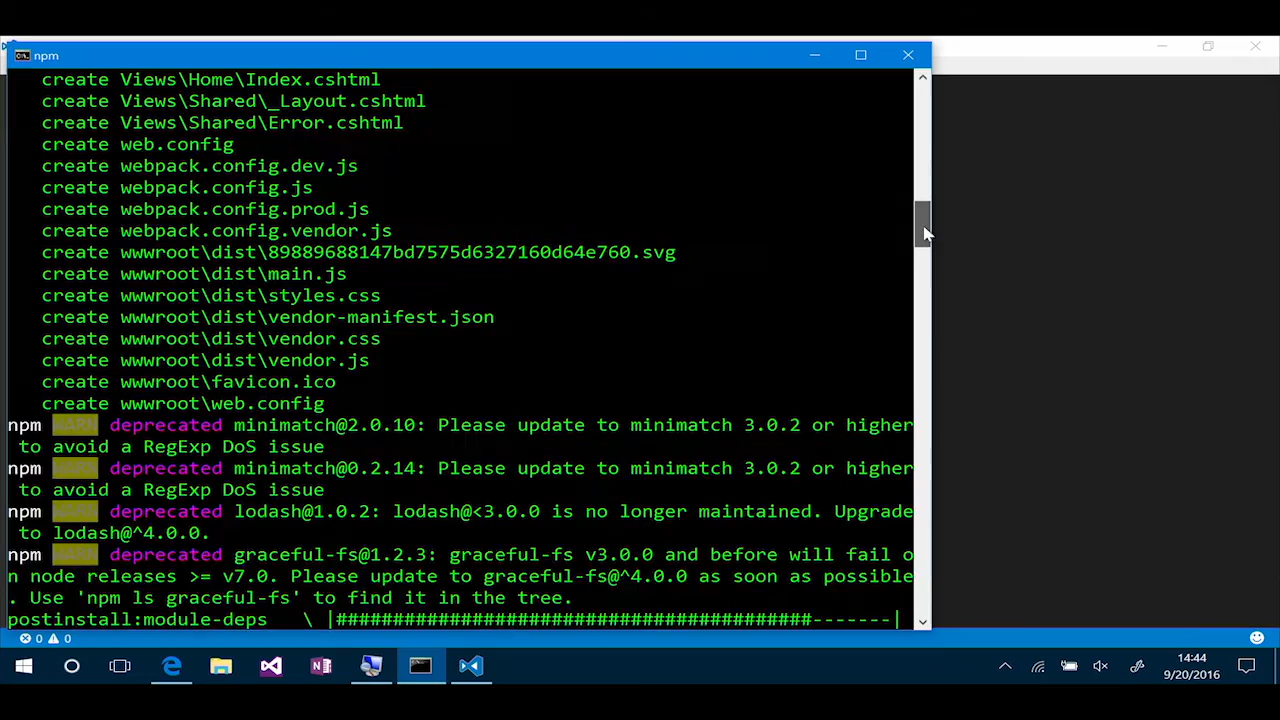 npm
create Views\Home\Index.cshtml
create Views\Shared\_Layout.cshtml
create Views\Shared\Error.cshtml
create web.config
create webpack.config.dev.js
create webpack.config.js
create webpack.config.prod.js
create webpack.config.vendor.js
create wwwroot\dist\89889688147bd7575d6327160d64e760.svg
create wwwroot\dist\main.js
create wwwroot\dist\styles.css
create wwwroot\dist\vendor-manifest.json
create wwwroot\dist\vendor.css
create wwwroot\dist\vendor.js
create wwwroot\favicon.ico
create wwwroot\web.config
npm WARN deprecated minimatch@2.0.10: Please update to minimatch 3.0.2 or higher
to avoid a RegExp DoS issue
npm WARN deprecated minimatch@0.2.14: Please update to minimatch 3.0.2 or higher
to avoid a RegExp DoS issue
npm WARN deprecated lodash@1.0.2: lodash@<3.0.0 is no longer maintained. Upgrade
to lodash@^4.0.0.
npm WARN deprecated graceful-fs@1.2.3: graceful-fs v3.0.0 and before will fail o
n node releases >= v7.0. Please update to graceful-fs@^4.0.0 as soon as possible
. Use 'npm ls graceful-fs' to find it in the tree.
postinstall:module-deps \ |##########################################-------|
0 0
14:44
9/20/2016